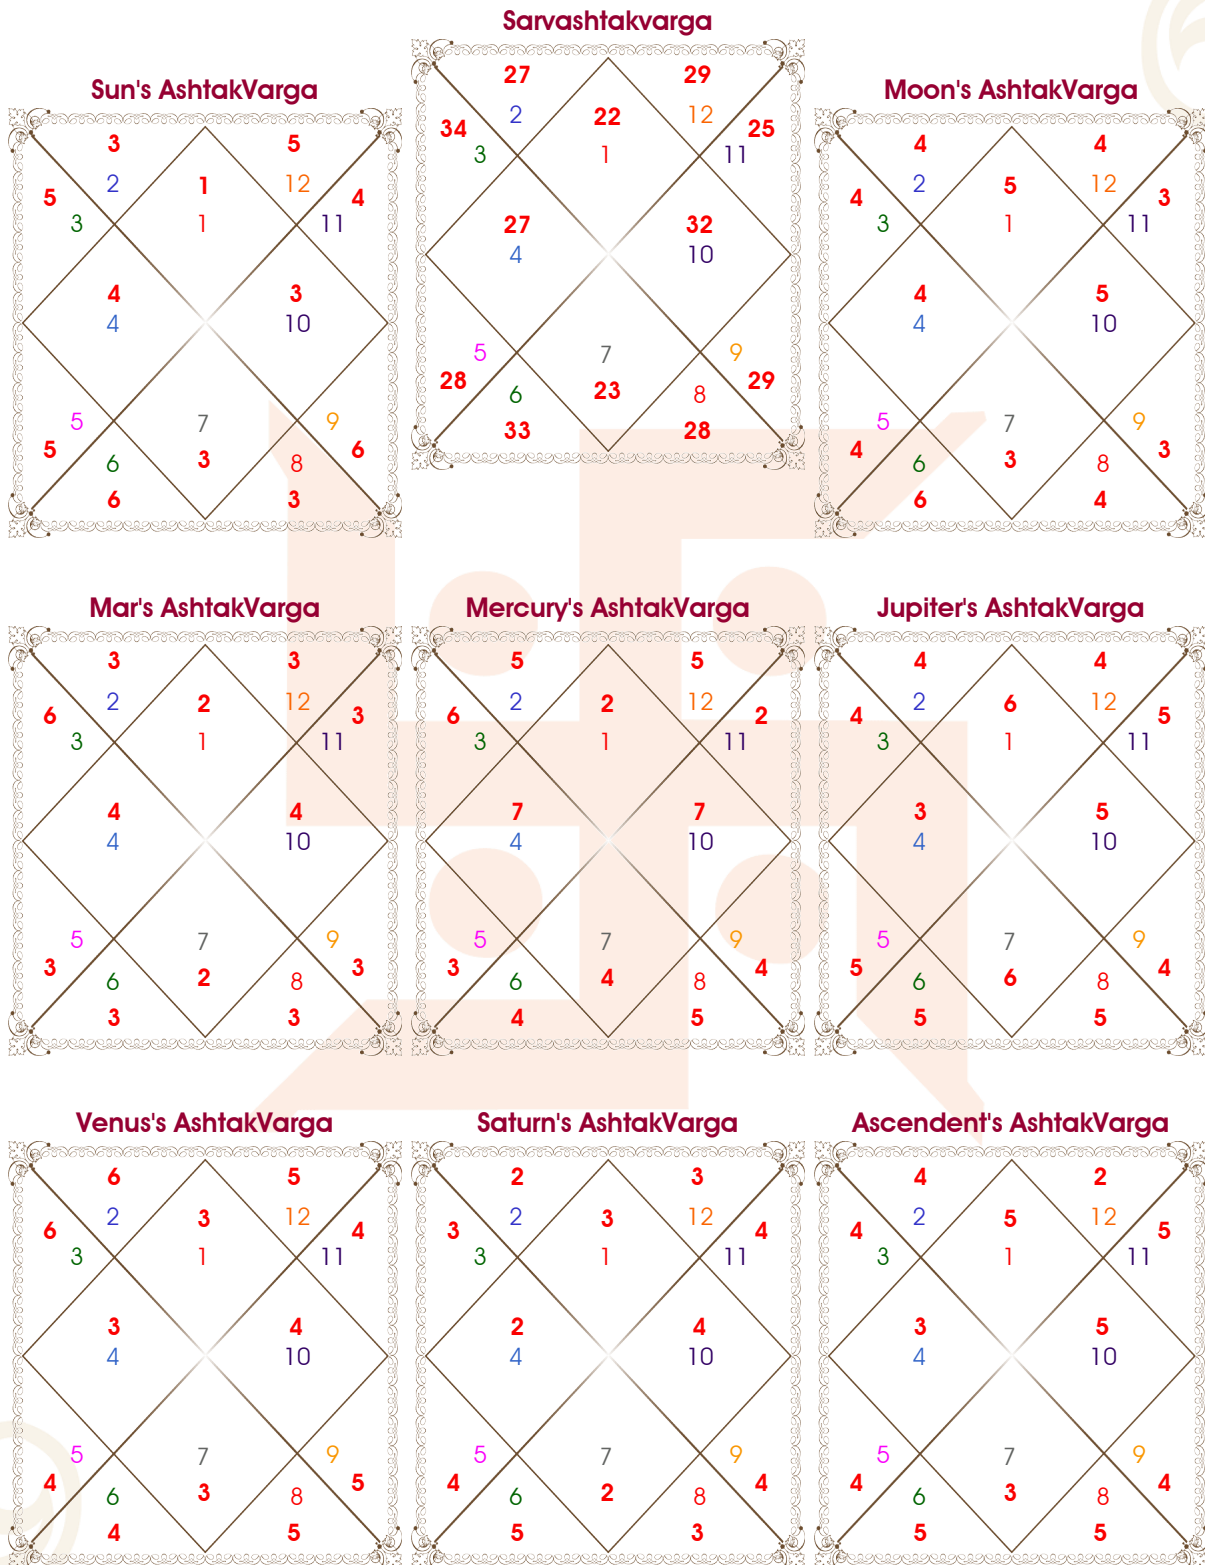 Sarvashtakvarga
27 29
2 22 12
34 25
3 1 11
27 32
4 10
5 7 9
28 23 29
6 8
33 28
Sun's AshtakVarga
3 5
2 1 12
5 4
3 1 11
4 3
4 10
5 7 9
5 3 6
6 8
6 3
Moon's AshtakVarga
4 4
2 5 12
4 3
3 1 11
4 5
4 10
5 7 9
4 3 3
6 8
6 4
Mar's AshtakVarga
3 3
2 2 12
6 3
3 1 11
4 4
4 10
5 7 9
3 2 3
6 8
3 3
Mercury's AshtakVarga
5 5
2 2 12
6 2
3 1 11
7 7
4 10
5 7 9
3 4 4
6 8
4 5
Jupiter's AshtakVarga
4 4
2 6 12
4 5
3 1 11
3 5
4 10
5 7 9
5 6 4
6 8
5 5
Venus's AshtakVarga
6 5
2 3 12
6 4
3 1 11
3 4
4 10
5 7 9
4 3 5
6 8
4 5
Saturn's AshtakVarga
2 3
2 3 12
3 4
3 1 11
2 4
4 10
5 7 9
4 2 4
6 8
5 3
Ascendent's AshtakVarga
4 2
2 5 12
4 5
3 1 11
3 5
4 10
5 7 9
4 3 4
6 8
5 5